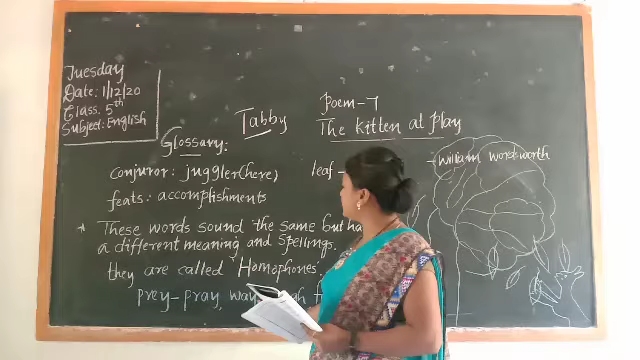 Tuesday
Date: 1/12/20
Class: 5th
Subject: English
Poem-7
Tabby
The kitten at play
- William wordsworth
Glossary:
conjuror: juggler(here)
leaf -
feats: accomplishments
* These words sound the same but ha
a different meaning and spellings.
they are called Homophones
prey-pray, way